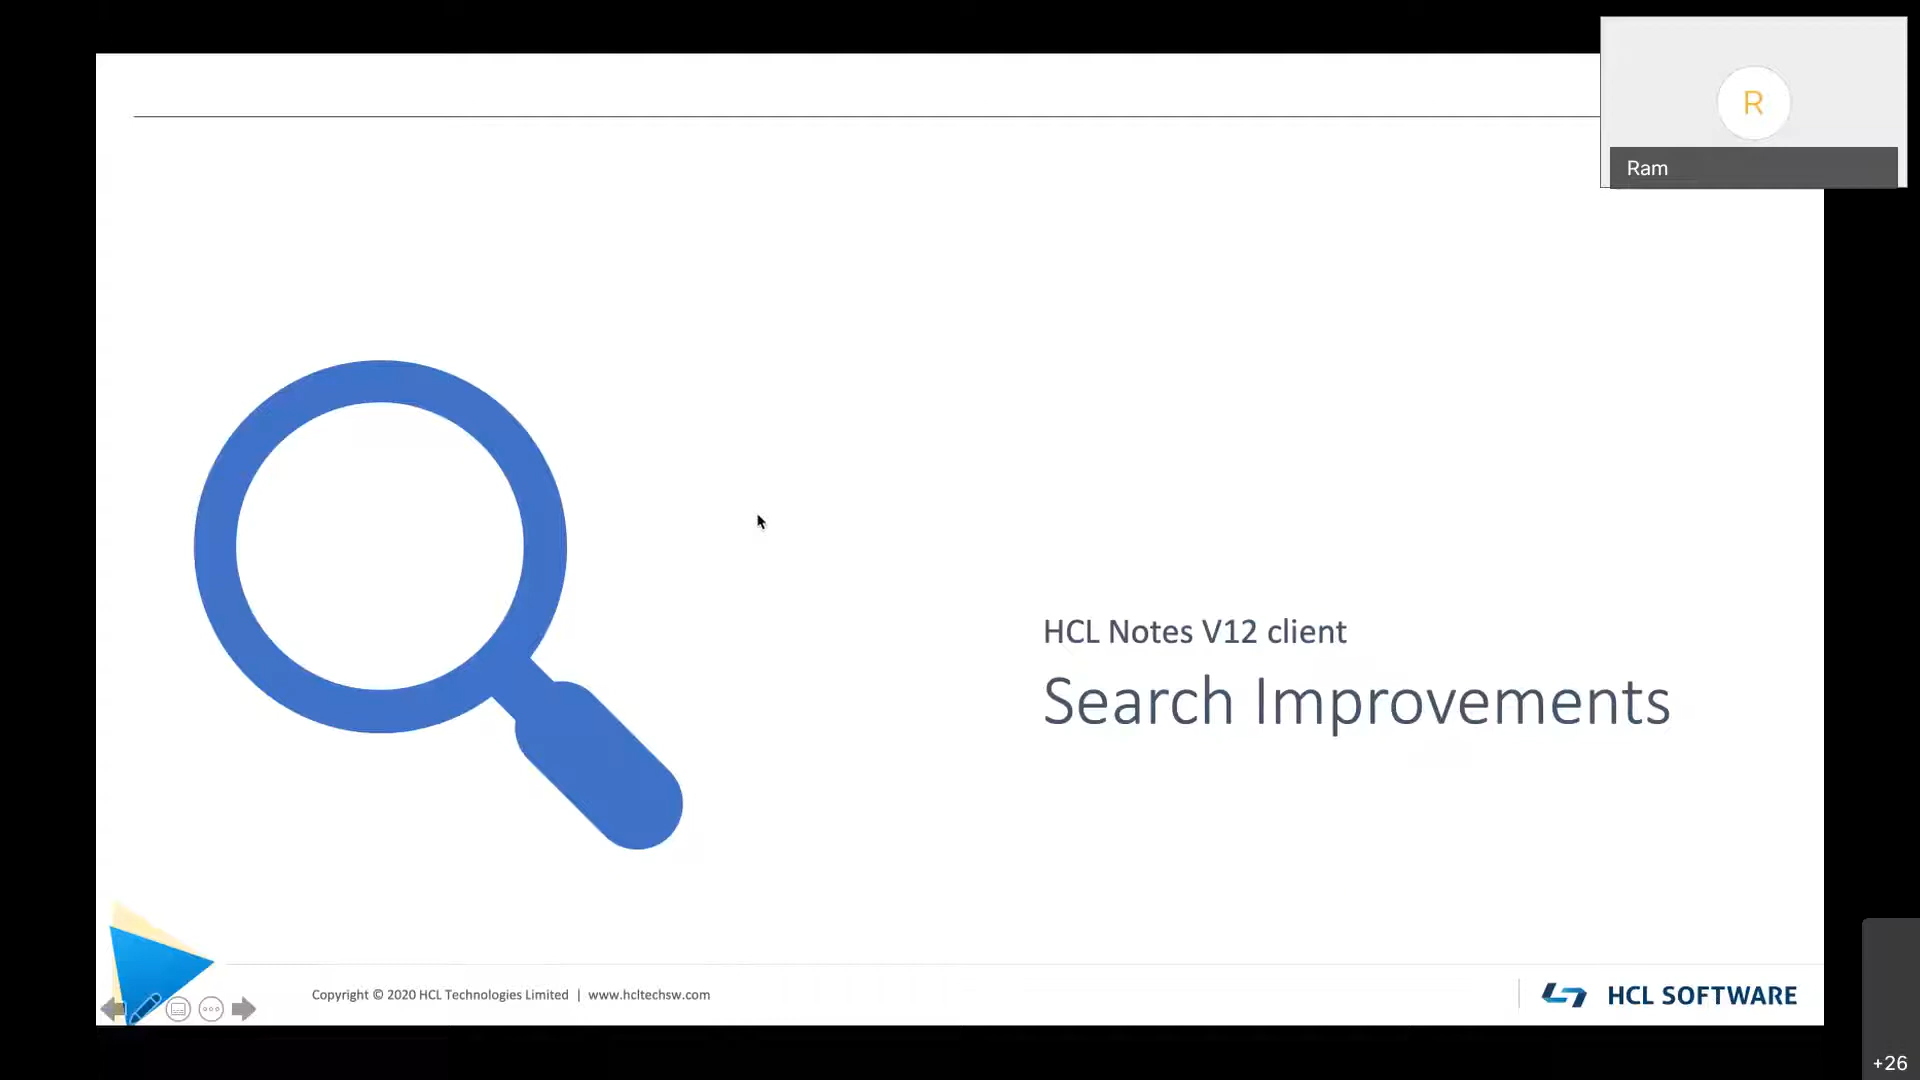 R
Ram
HCL Notes V12 client
Search Improvements
Copyright © 2020 HCL Technologies Limited | www.hcltechsw.com
HCL SOFTWARE
+26